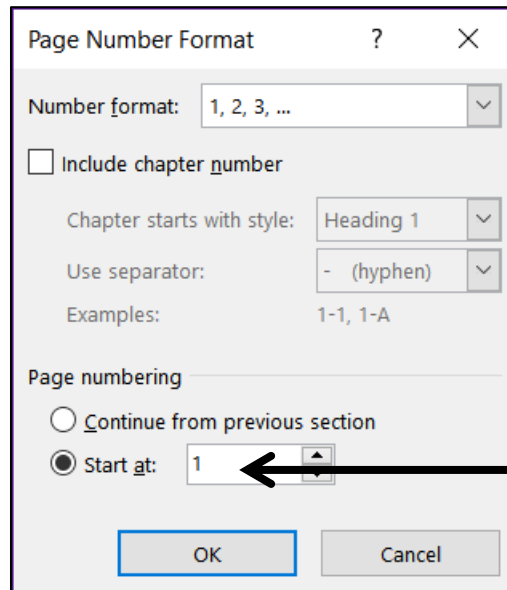 Page Number Format ?
Number format: 1, 2, 3, ...
Include chapter number
Chapter starts with style: Heading 1
Use separator: - (hyphen)
Examples: 1-1, 1-A
Page numbering
Continue from previous section
Start at: 1
OK Cancel